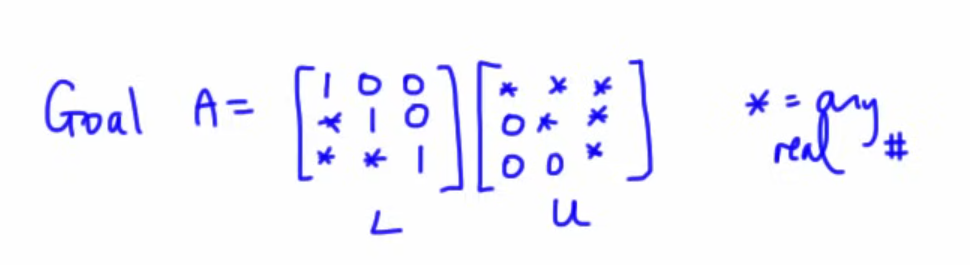 Goal A = [1 0 0] [* * *] * = any
[* 1 0] [0 * *] real #
[* * 1] [0 0 *]
L U